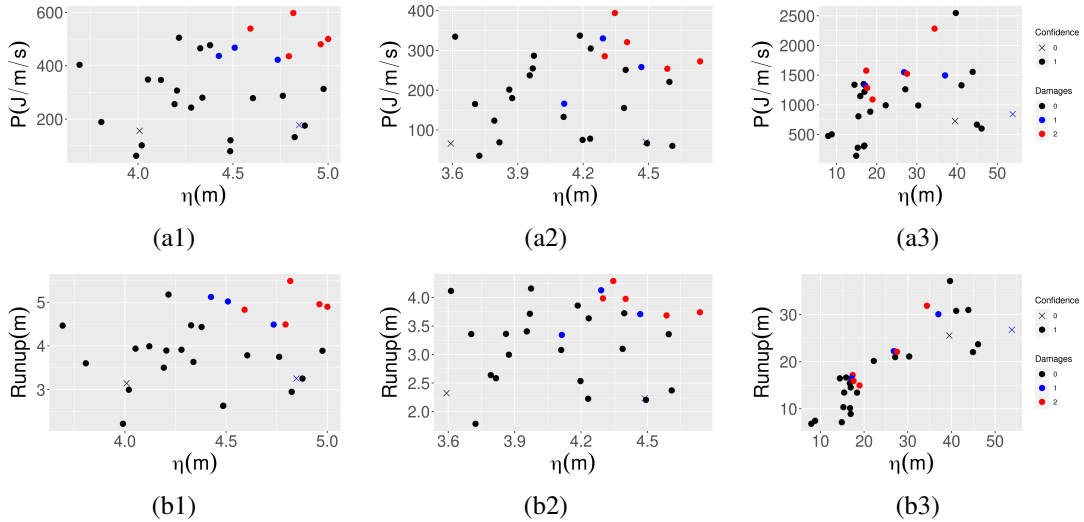 600
400
200
P(J/m/s)
4.0
4.5
5.0
η(m)
(a1)
400
300
200
100
P(J/m/s)
3.6
3.9
4.2
4.5
η(m)
(a2)
2500
2000
1500
1000
500
P(J/m/s)
10
20
30
40
50
η(m)
(a3)
Confidence
0
1
Damages
0
1
2
5
4
3
Runup(m)
4.0
4.5
5.0
η(m)
(b1)
4.0
3.5
3.0
2.5
2.0
Runup(m)
3.6
3.9
4.2
4.5
η(m)
(b2)
30
20
10
Runup(m)
10
20
30
40
50
η(m)
(b3)
Confidence
0
1
Damages
0
1
2